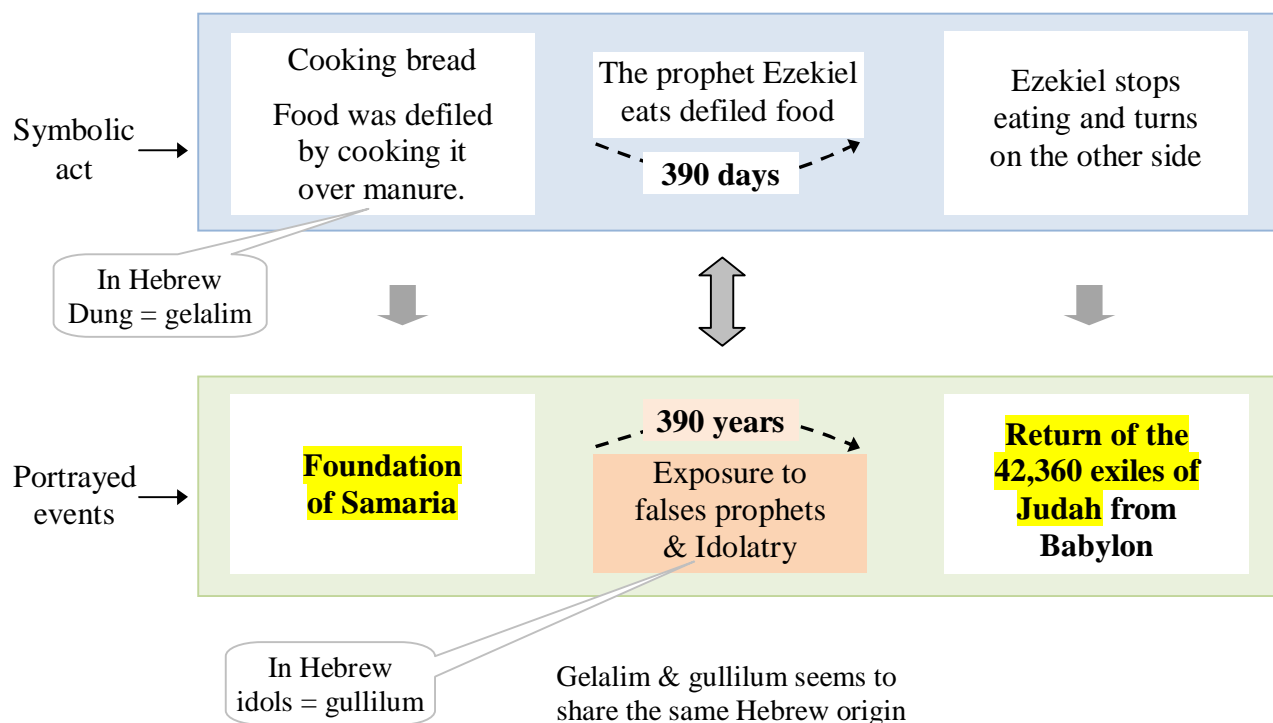 Symbolic
act
Cooking bread
Food was defiled
by cooking it
over manure.
The prophet Ezekiel
eats defiled food
390 days
Ezekiel stops
eating and turns
on the other side
In Hebrew
Dung = gelalim
Portrayed
events
Foundation
of Samaria
390 years
Exposure to
falses prophets
& Idolatry
Return of the
42,360 exiles of
Judah from
Babylon
In Hebrew
idols = gullilum
Gelalim & gullilum seems to
share the same Hebrew origin